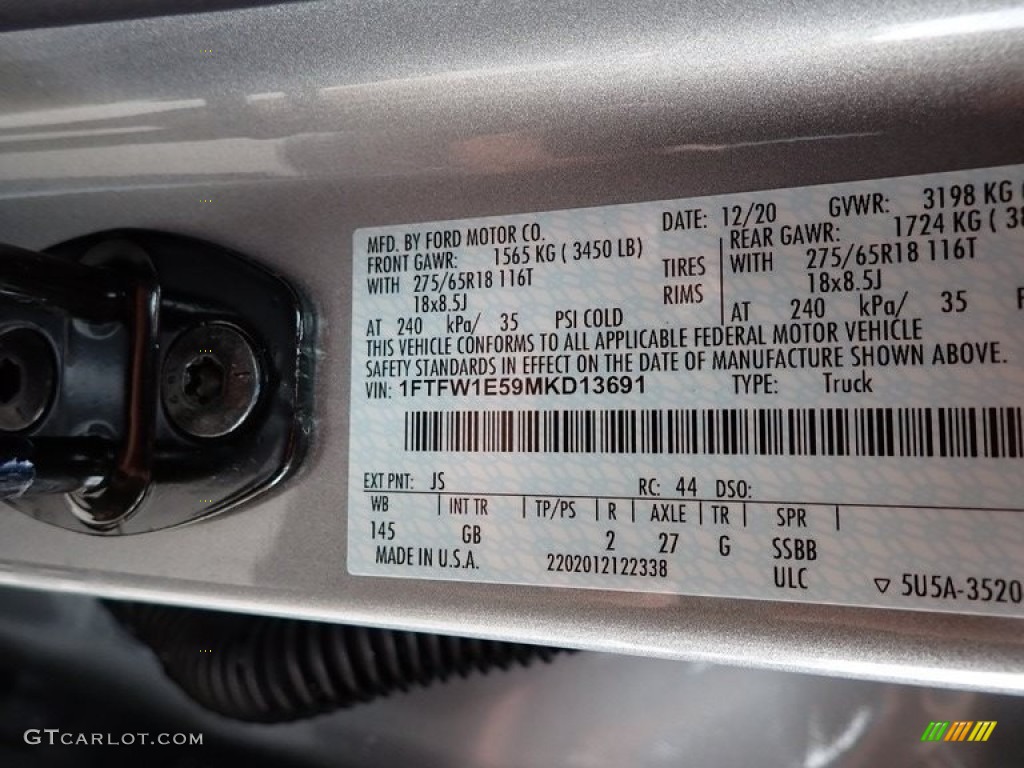 MFD. BY FORD MOTOR CO. DATE: 12/20 GVWR: 3198 KG (
FRONT GAWR: 1565 KG ( 3450 LB) REAR GAWR: 1724 KG ( 38
WITH 275/65R18 116T TIRES WITH 275/65R18 116T
18x8.5J RIMS 18x8.5J
AT 240 kPa/ 35 PSI COLD AT 240 kPa/ 35 P
THIS VEHICLE CONFORMS TO ALL APPLICABLE FEDERAL MOTOR VEHICLE
SAFETY STANDARDS IN EFFECT ON THE DATE OF MANUFACTURE SHOWN ABOVE.
VIN: 1FTFW1E59MKD13691 TYPE: Truck
EXT PNT: JS RC: 44 DSO:
WB INT TR TP/PS R AXLE TR SPR
145 GB 2 27 G SSBB
MADE IN U.S.A. 2202012122338 ULC ▽ 5U5A-3520
GTCARLOT.COM